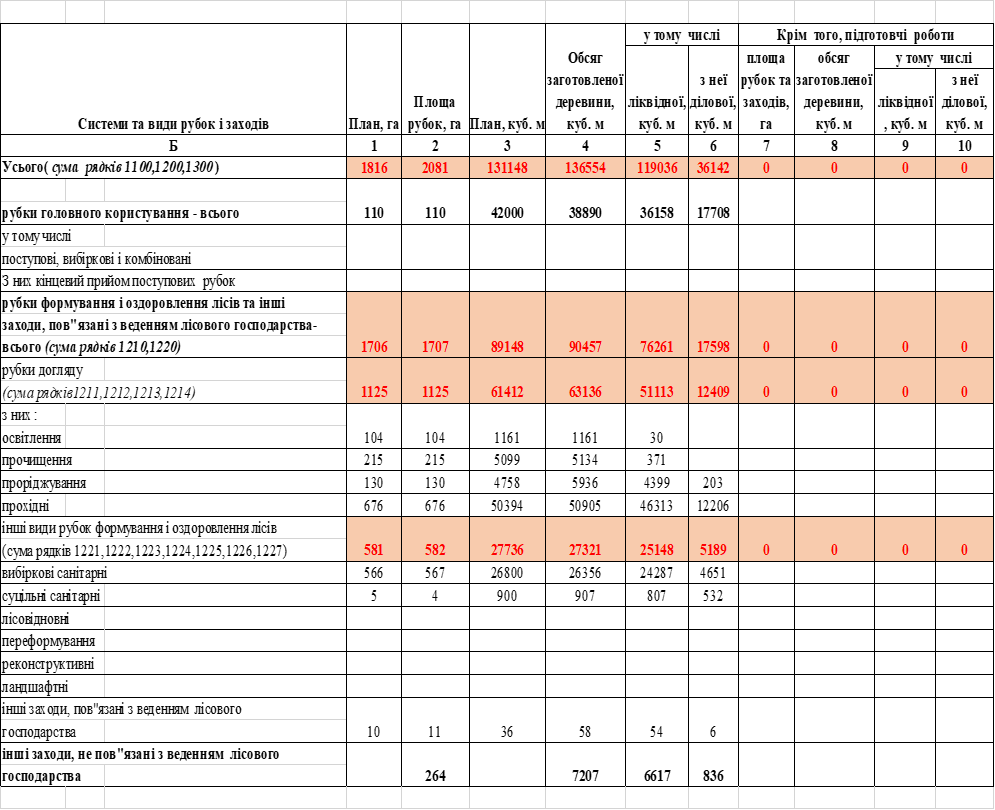 у тому числі Крім того, підготовчі роботи
Системи та види рубок і заходів План, га Площа рубок, га План, куб. м Обсяг заготовленої деревини, куб. м ліквідної, куб. м з неї ділової, куб. м площа рубок та заходів, га обсяг заготовленої деревини, куб. м у тому числі ліквідної , куб. м з неї ділової, куб. м
Б 1 2 3 4 5 6 7 8 9 10
Усього( сума рядків 1100,1200,1300) 1816 2081 131148 136554 119036 36142 0 0 0 0
рубки головного користування - всього 110 110 42000 38890 36158 17708
у тому числі
поступові, вибіркові і комбіновані
З них кінцевий прийом поступових рубок
рубки формування і оздоровлення лісів та інші
заходи, пов"язані з веденням лісового господарства-
всього (сума рядків 1210,1220) 1706 1707 89148 90457 76261 17598 0 0 0 0
рубки догляду
(сума рядків1211,1212,1213,1214) 1125 1125 61412 63136 51113 12409 0 0 0 0
з них :
освітлення 104 104 1161 1161 30
прочищення 215 215 5099 5134 371
проріджування 130 130 4758 5936 4399 203
прохідні 676 676 50394 50905 46313 12206
інші види рубок формування і оздоровлення лісів
(сума рядків 1221,1222,1223,1224,1225,1226,1227) 581 582 27736 27321 25148 5189 0 0 0 0
вибіркові санітарні 566 567 26800 26356 24287 4651
суцільні санітарні 5 4 900 907 807 532
лісовідновні
переформування
реконструктивні
ландшафтні
інші заходи, пов"язані з веденням лісового
господарства 10 11 36 58 54 6
інші заходи, не пов"язані з веденням лісового
господарства 264 7207 6617 836